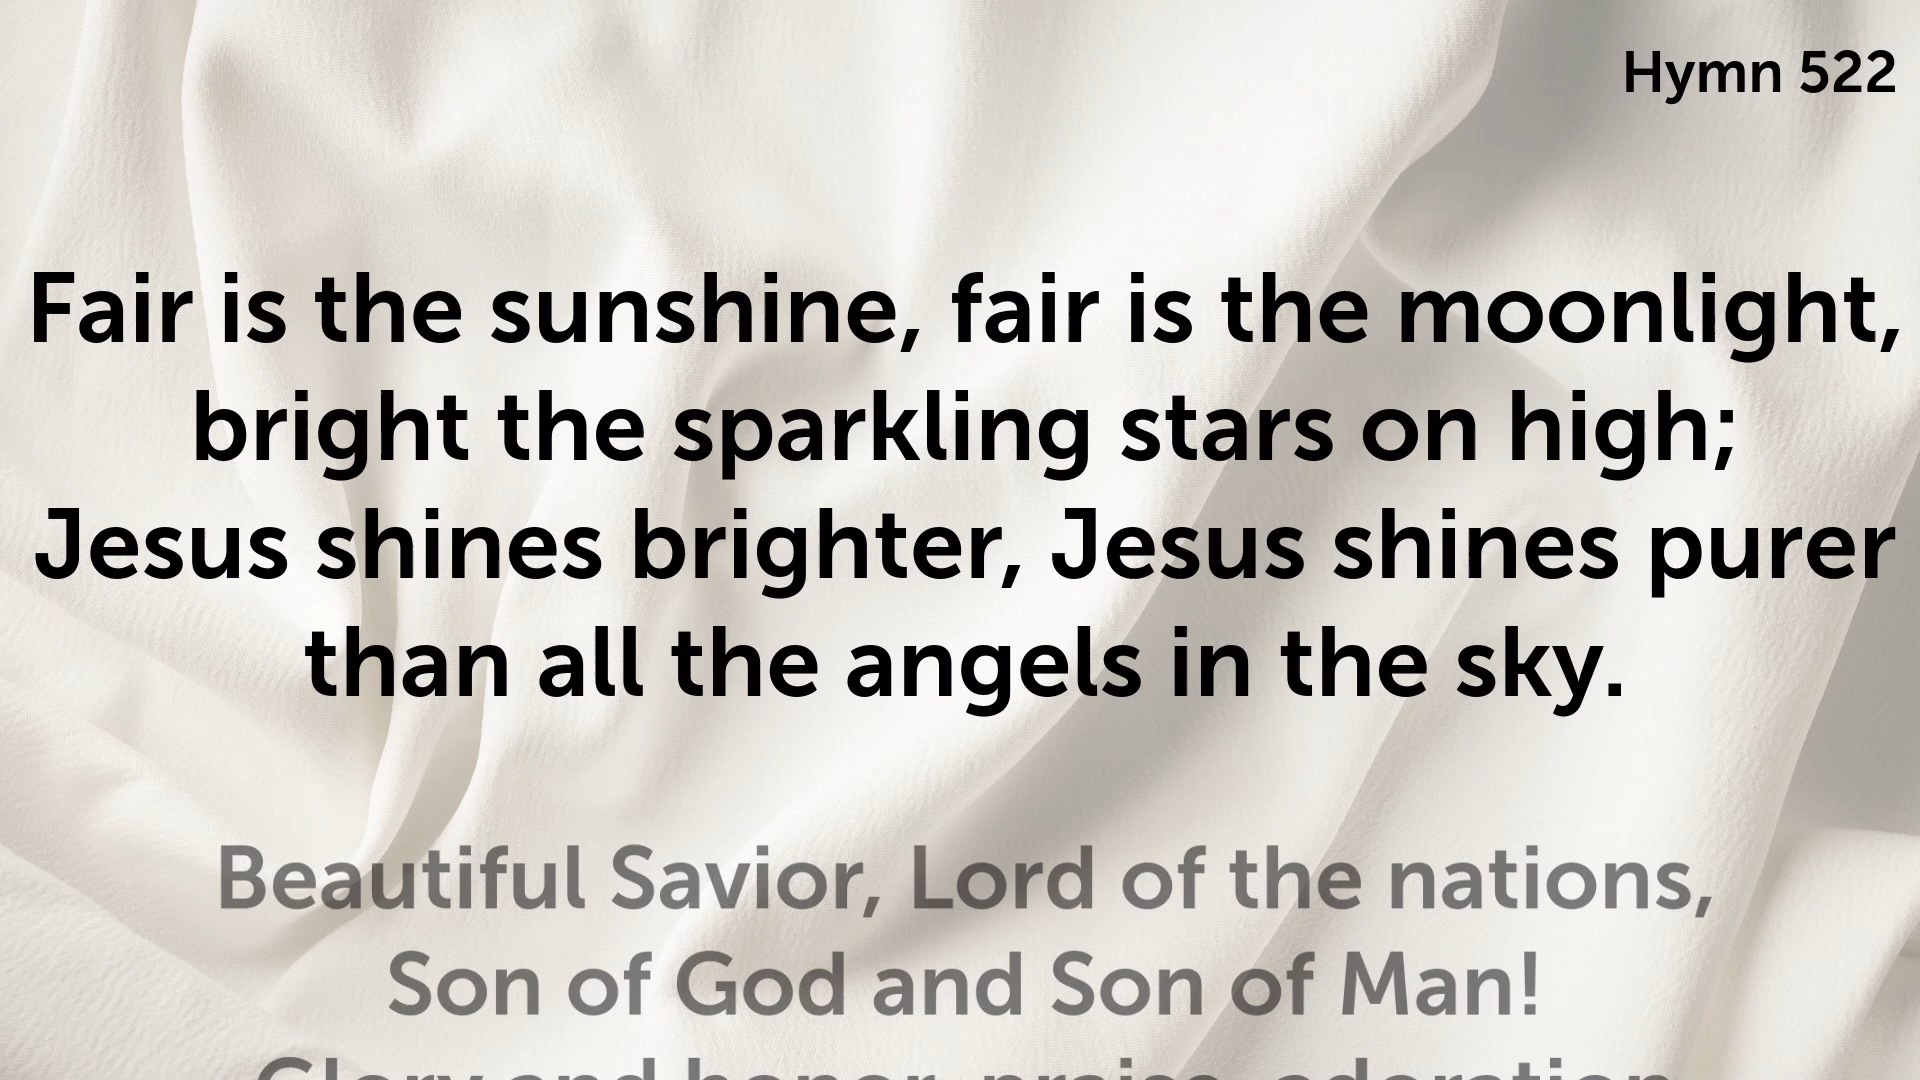 Hymn 522
Fair is the sunshine, fair is the moonlight,
bright the sparkling stars on high;
Jesus shines brighter, Jesus shines purer
than all the angels in the sky.
Beautiful Savior, Lord of the nations,
Son of God and Son of Man!
Glory and honor, praise, adoration